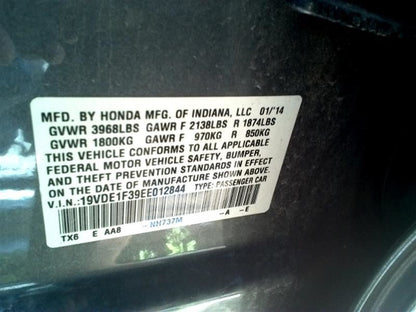 MFD. BY HONDA MFG. OF INDIANA, LLC 01/'14
GVWR 3968LBS GAWR F 2138LBS R 1874LBS
GVWR 1800KG GAWR F 970KG R 850KG
THIS VEHICLE CONFORMS TO ALL APPLICABLE
FEDERAL MOTOR VEHICLE SAFETY, BUMPER,
AND THEFT PREVENTION STANDARDS IN EFFECT
ON THE DATE OF MANUFACTURE SHOWN ABOVE.
V.I.N.:19VDE1F39EE012844 TYPE: PASSENGER CAR
TX6 E AA8 -NH737M -A -E